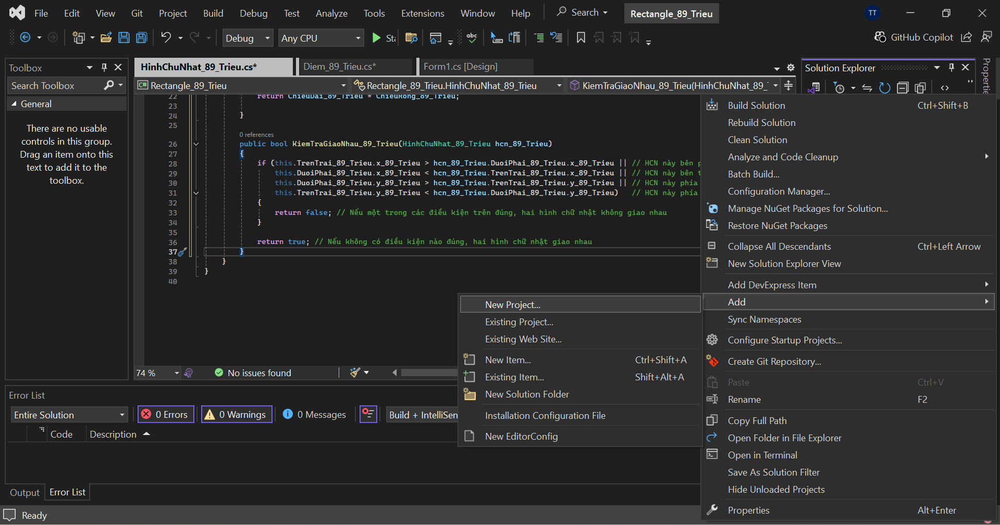 File Edit View Git Project Build Debug Test Analyze Tools Extensions Window Help Search Rectangle_89_Trieu TT
Debug Any CPU abc GitHub Copilot
Toolbox
Search Toolbox
General
There are no usable
controls in this group.
Drag an item onto this
text to add it to the
toolbox.
HinhChuNhat_89_Trieu.cs* Diem_89_Trieu.cs* Form1.cs [Design]
C# Rectangle_89_Trieu Rectangle_89_Trieu.HinhChuNhat_89_Trieu KiemTraGiaoNhau_89_Trieu(HinhChuNhat_89_
22 return ChieuDai_89_Trieu * ChieuRong_89_Trieu;
23
24 }
25
0 references
26 public bool KiemTraGiaoNhau_89_Trieu(HinhChuNhat_89_Trieu hcn_89_Trieu)
27 {
28 if (this.TrenTrai_89_Trieu.x_89_Trieu > hcn_89_Trieu.DuoiPhai_89_Trieu.x_89_Trieu || // HCN này bên
29 this.DuoiPhai_89_Trieu.x_89_Trieu < hcn_89_Trieu.TrenTrai_89_Trieu.x_89_Trieu || // HCN này bên
30 this.DuoiPhai_89_Trieu.y_89_Trieu > hcn_89_Trieu.TrenTrai_89_Trieu.y_89_Trieu || // HCN này phía
31 this.TrenTrai_89_Trieu.y_89_Trieu < hcn_89_Trieu.DuoiPhai_89_Trieu.y_89_Trieu) // HCN này phía
32 {
33 return false; // Nếu một trong các điều kiện trên đúng, hai hình chữ nhật không giao nhau
34 }
35
36 return true; // Nếu không có điều kiện nào đúng, hai hình chữ nhật giao nhau
37 }
38 }
39 }
40
74 % No issues found
Solution Explorer
Properties
Build Solution Ctrl+Shift+B
Rebuild Solution
Clean Solution
Analyze and Code Cleanup
Batch Build...
Configuration Manager...
Manage NuGet Packages for Solution...
Restore NuGet Packages
Collapse All Descendants Ctrl+Left Arrow
New Solution Explorer View
Add DevExpress Item
Add
Sync Namespaces
Configure Startup Projects...
Create Git Repository...
Paste Ctrl+V
Rename F2
Copy Full Path
Open Folder in File Explorer
Open in Terminal
Save As Solution Filter
Hide Unloaded Projects
Properties Alt+Enter
New Project...
Existing Project...
Existing Web Site...
New Item... Ctrl+Shift+A
Existing Item... Shift+Alt+A
New Solution Folder
Installation Configuration File
New EditorConfig
Error List
Entire Solution 0 Errors 0 Warnings 0 Messages Build + IntelliSen
Code Description
Output Error List
Ready